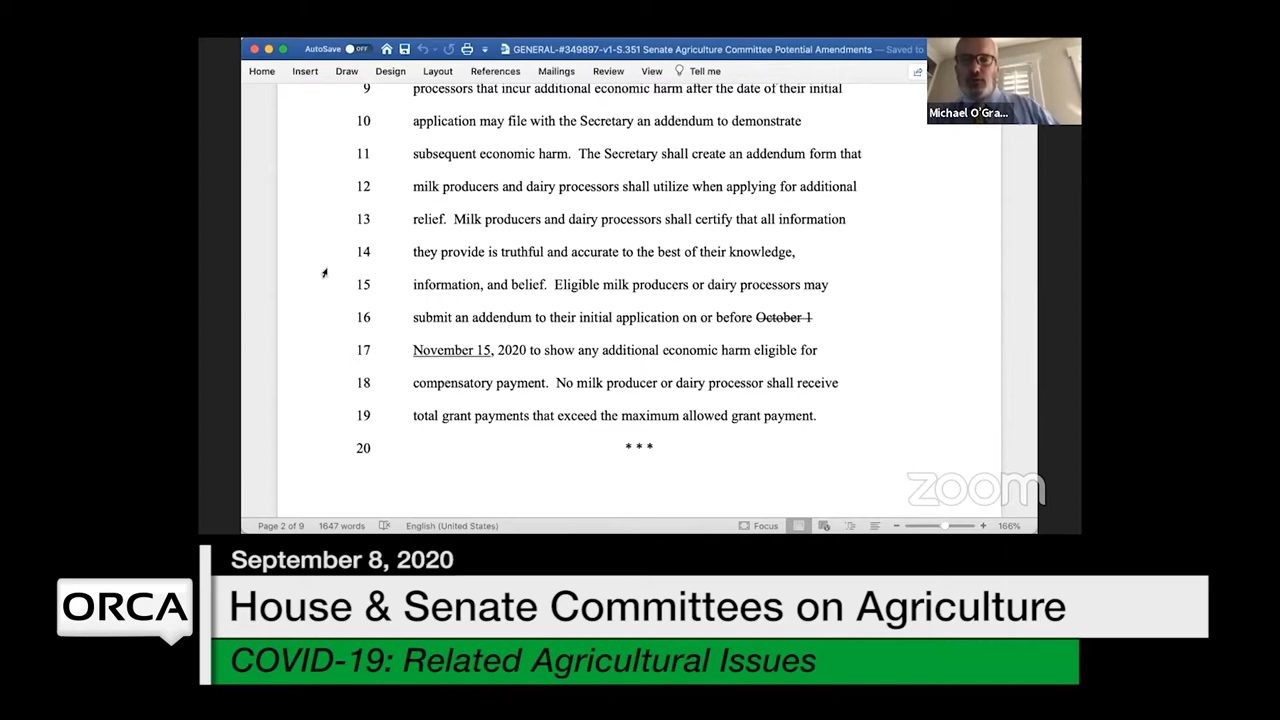 AutoSave OFF
GENERAL-#349897-v1-S.351 Senate Agriculture Committee Potential Amendments — Saved to
Home Insert Draw Design Layout References Mailings Review View Tell me
Michael O'Gra...
9 processors that incur additional economic harm after the date of their initial
10 application may file with the Secretary an addendum to demonstrate
11 subsequent economic harm. The Secretary shall create an addendum form that
12 milk producers and dairy processors shall utilize when applying for additional
13 relief. Milk producers and dairy processors shall certify that all information
14 they provide is truthful and accurate to the best of their knowledge,
15 information, and belief. Eligible milk producers or dairy processors may
16 submit an addendum to their initial application on or before October 1
17 November 15, 2020 to show any additional economic harm eligible for
18 compensatory payment. No milk producer or dairy processor shall receive
19 total grant payments that exceed the maximum allowed grant payment.
20 * * *
zoom
Page 2 of 9 1647 words English (United States) Focus 166%
September 8, 2020
ORCA
House & Senate Committees on Agriculture
COVID-19: Related Agricultural Issues